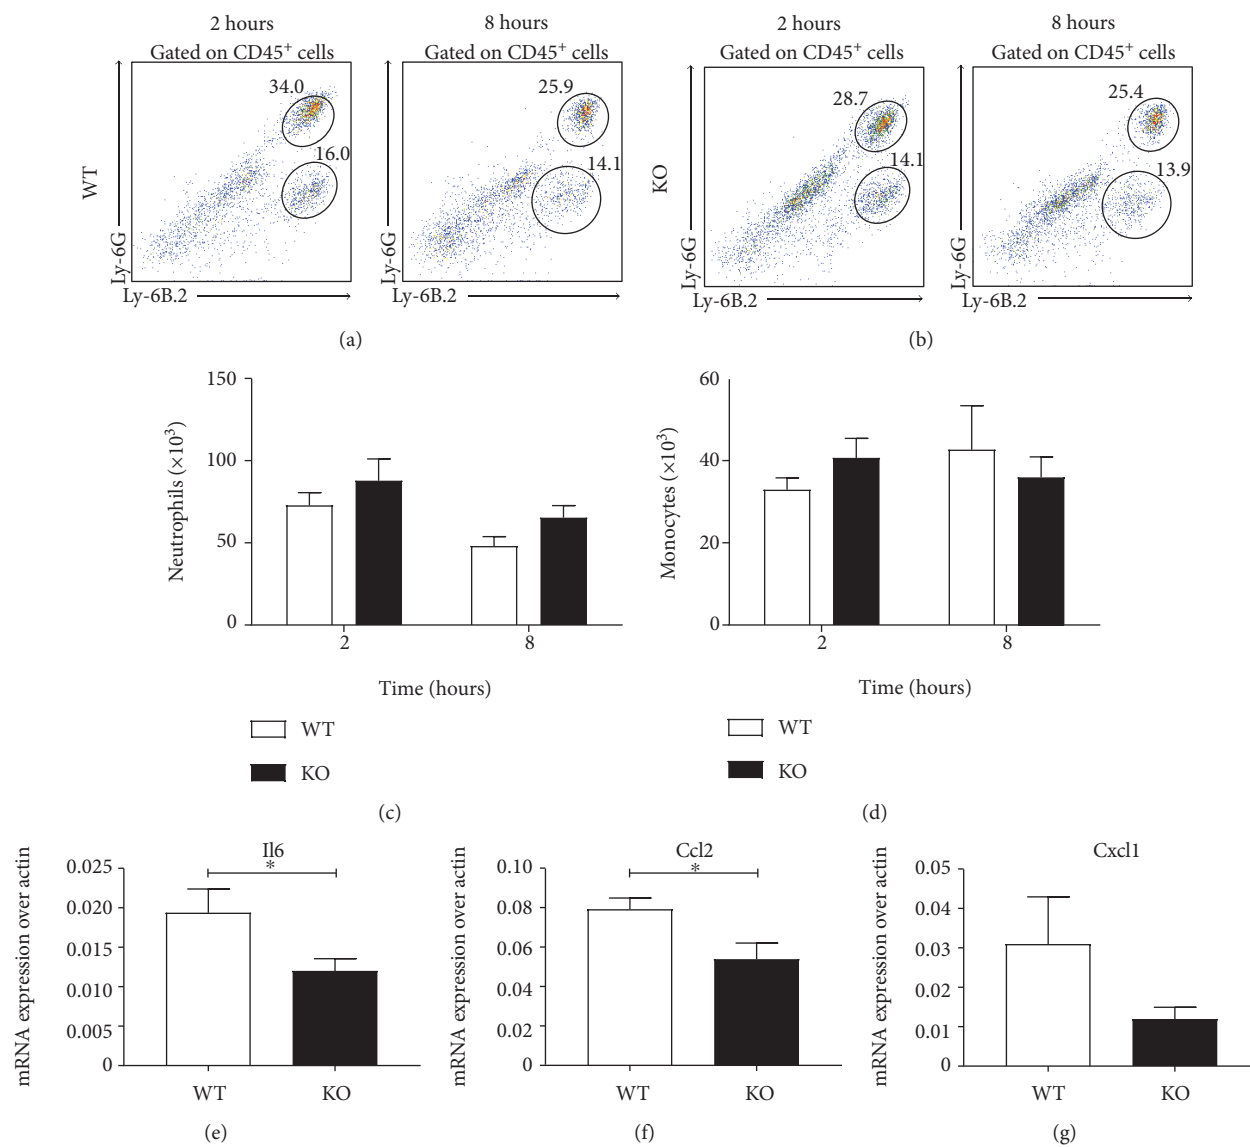 2 hours
Gated on CD45+ cells
8 hours
Gated on CD45+ cells
WT
Ly-6G
34.0
16.0
Ly-6B.2
Ly-6G
25.9
14.1
Ly-6B.2
(a)
2 hours
Gated on CD45+ cells
8 hours
Gated on CD45+ cells
KO
Ly-6G
28.7
14.1
Ly-6B.2
Ly-6G
25.4
13.9
Ly-6B.2
(b)
Neutrophils (×10³)
150
100
50
0
2
8
Time (hours)
WT
KO
(c)
Monocytes (×10³)
60
40
20
0
2
8
Time (hours)
WT
KO
(d)
mRNA expression over actin
Il6
*
0.025
0.020
0.015
0.010
0.005
0
WT
KO
(e)
mRNA expression over actin
Ccl2
*
0.10
0.08
0.06
0.04
0.02
0
WT
KO
(f)
mRNA expression over actin
Cxcl1
0.05
0.04
0.03
0.02
0.01
0
WT
KO
(g)